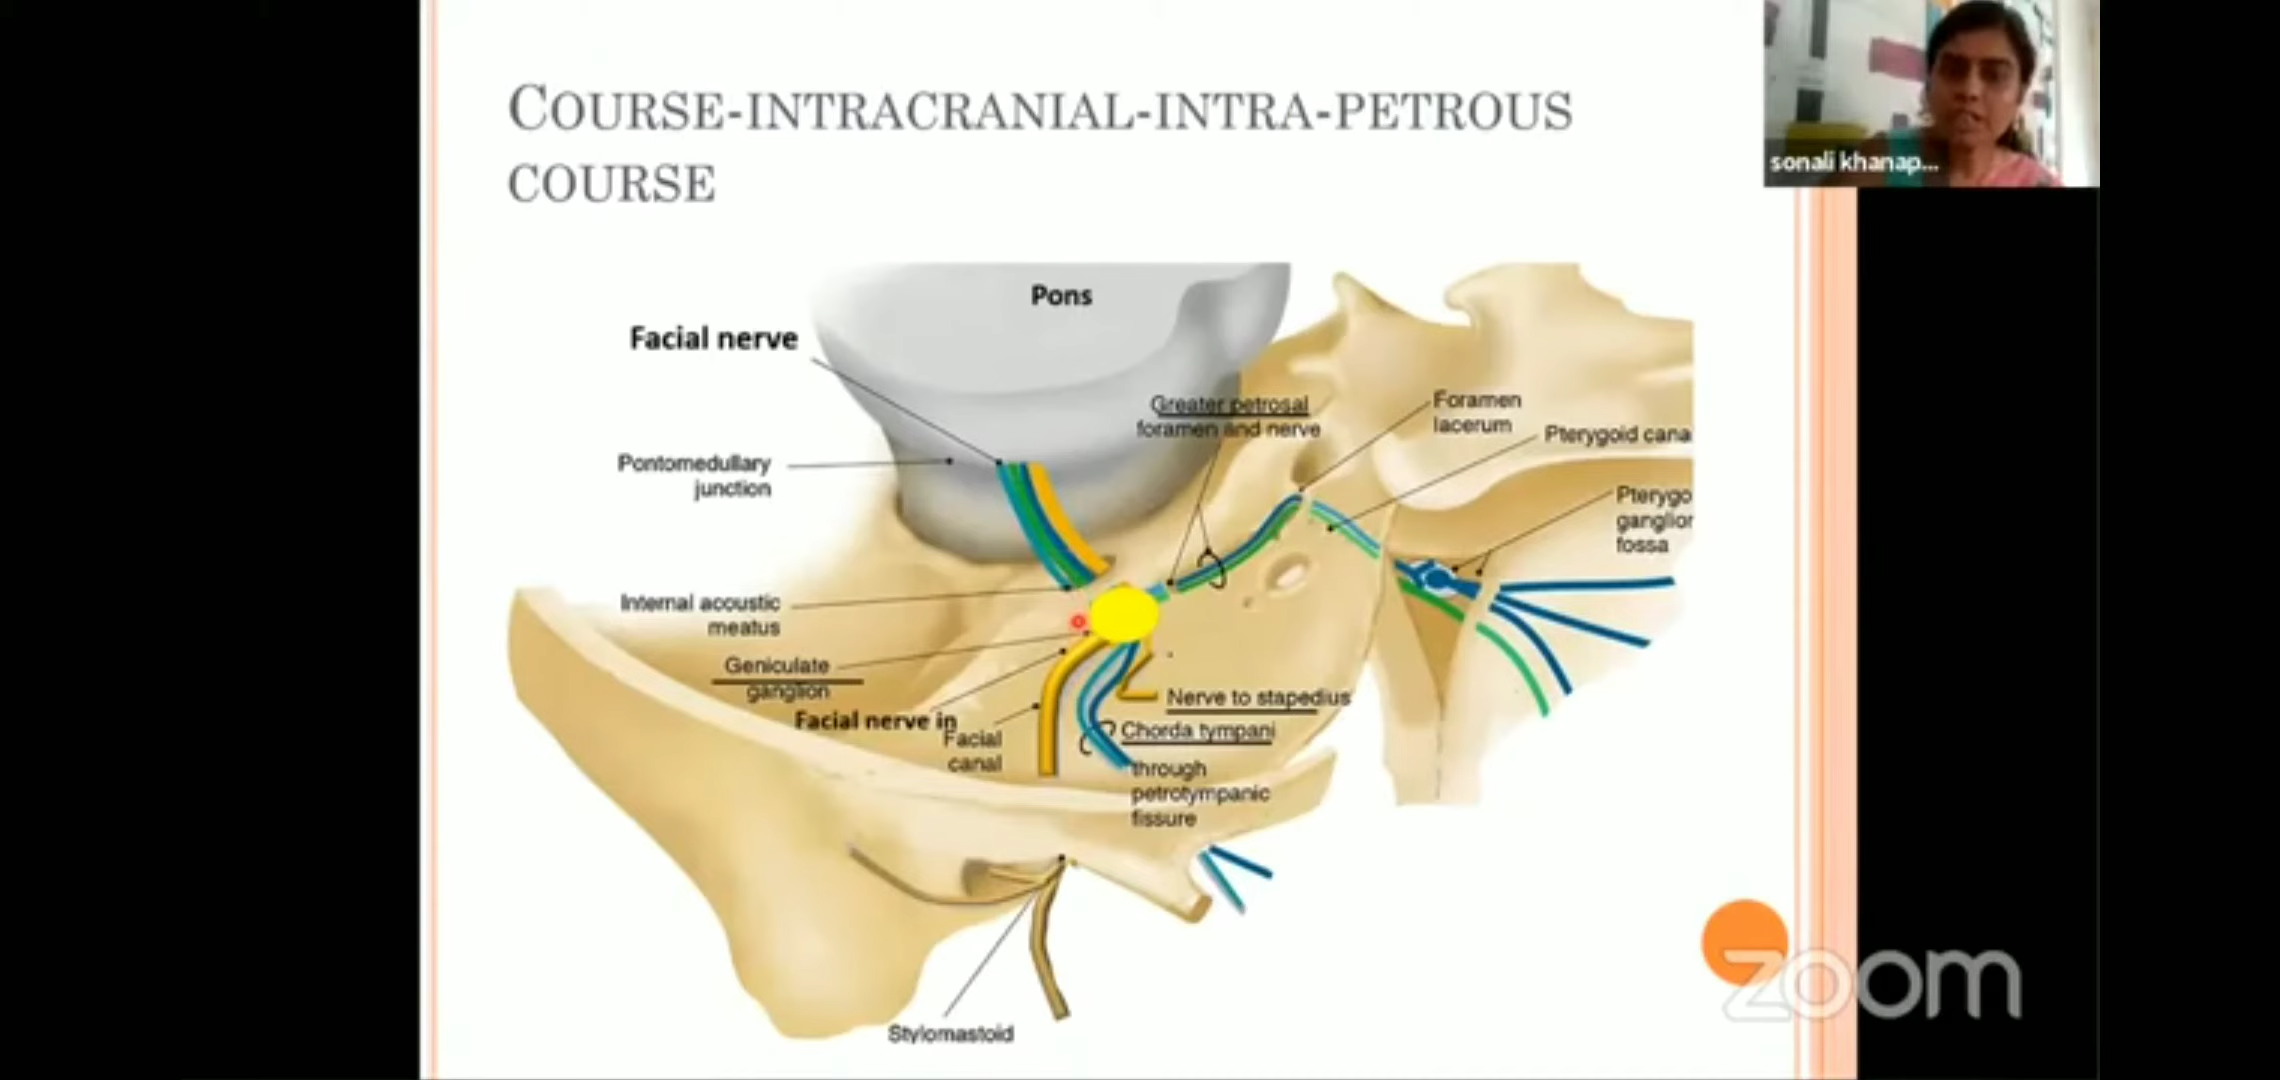 COURSE-INTRACRANIAL-INTRA-PETROUS
COURSE
sonali khanap...
Pons
Facial nerve
Greater petrosal
foramen and nerve
Foramen
lacerum
Pterygoid cana
Pontomedullary
junction
Pterygo
ganglior
fossa
Internal acoustic
meatus
Geniculate
ganglion
Nerve to stapedius
Facial nerve in
Facial
canal
Chorda tympani
through
petrotympanic
fissure
Stylomastoid
zoom